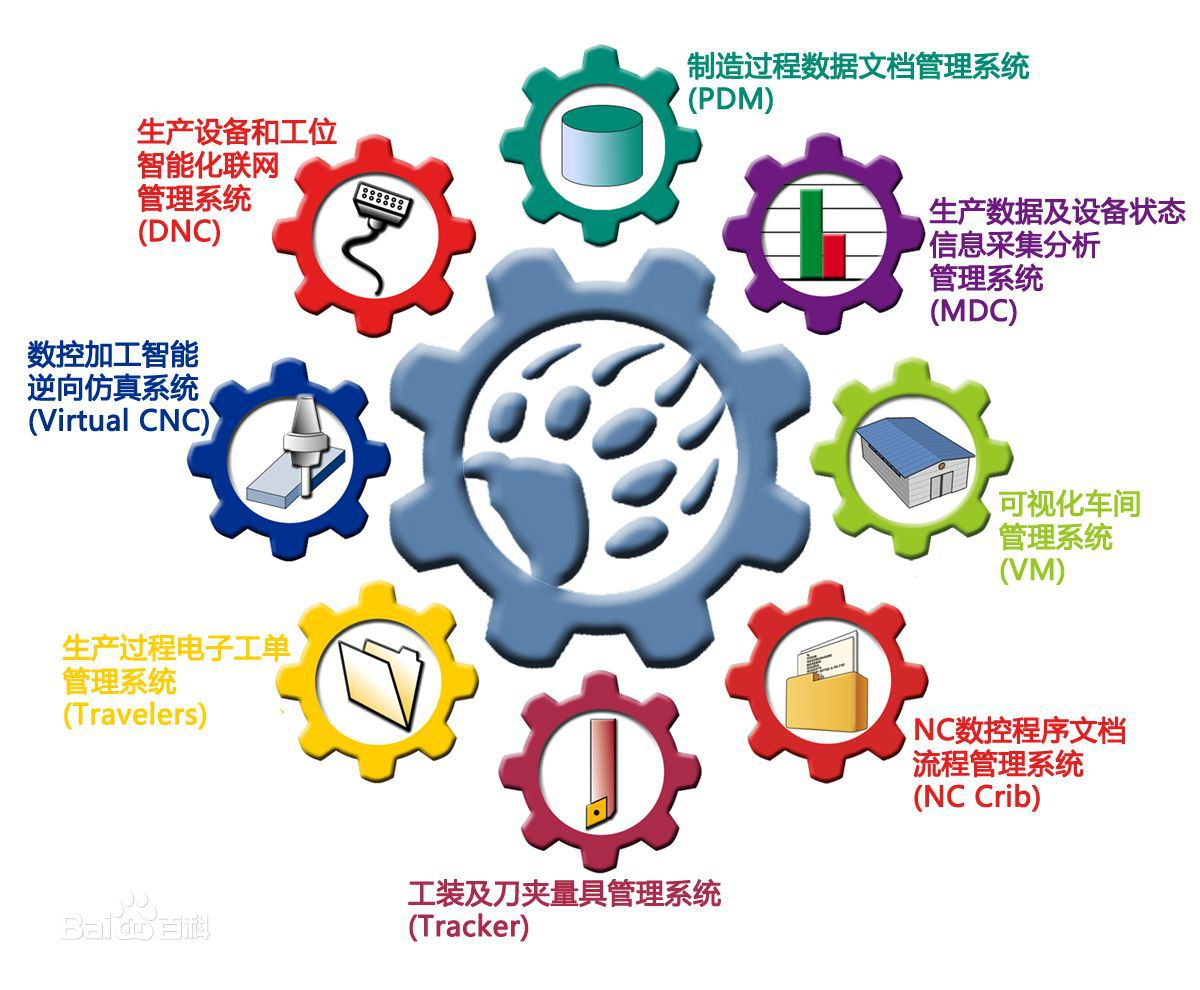 制造过程数据文档管理系统
(PDM)
生产设备和工位
智能化联网
管理系统
(DNC)
生产数据及设备状态
信息采集分析
管理系统
(MDC)
数控加工智能
逆向仿真系统
(Virtual CNC)
可视化车间
管理系统
(VM)
生产过程电子工单
管理系统
(Travelers)
NC数控程序文档
流程管理系统
(NC Crib)
工装及刀夹量具管理系统
(Tracker)
Bai百科